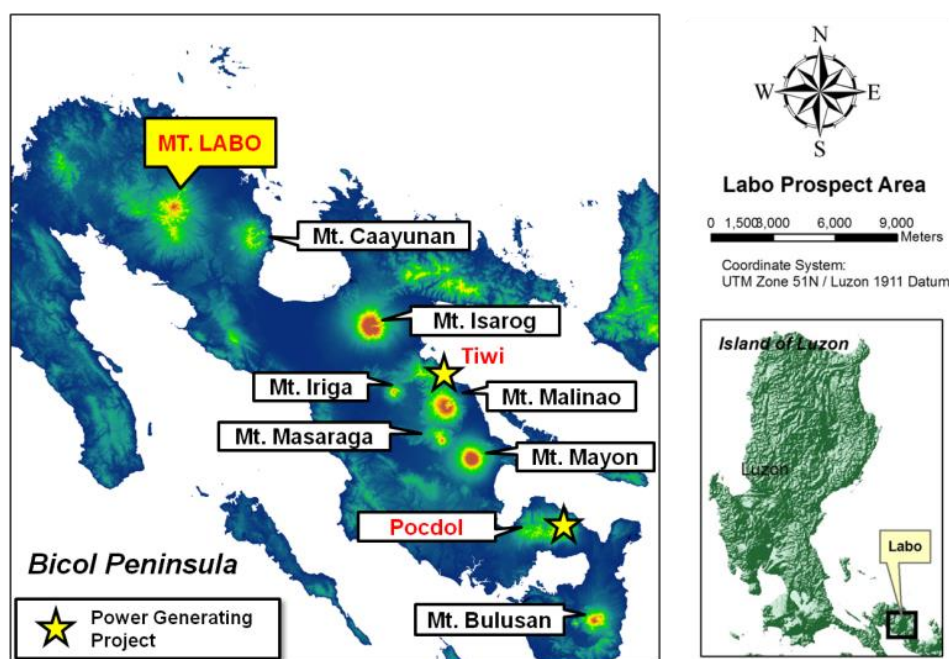 MT. LABO
Mt. Caayunan
Mt. Isarog
Tiwi
Mt. Iriga
Mt. Malinao
Mt. Masaraga
Mt. Mayon
Pocdol
Bicol Peninsula
Mt. Bulusan
Power Generating
Project
N
W E
S
Labo Prospect Area
0 1,5003,000 6,000 9,000
Meters
Coordinate System:
UTM Zone 51N / Luzon 1911 Datum
Island of Luzon
Luzon
Labo